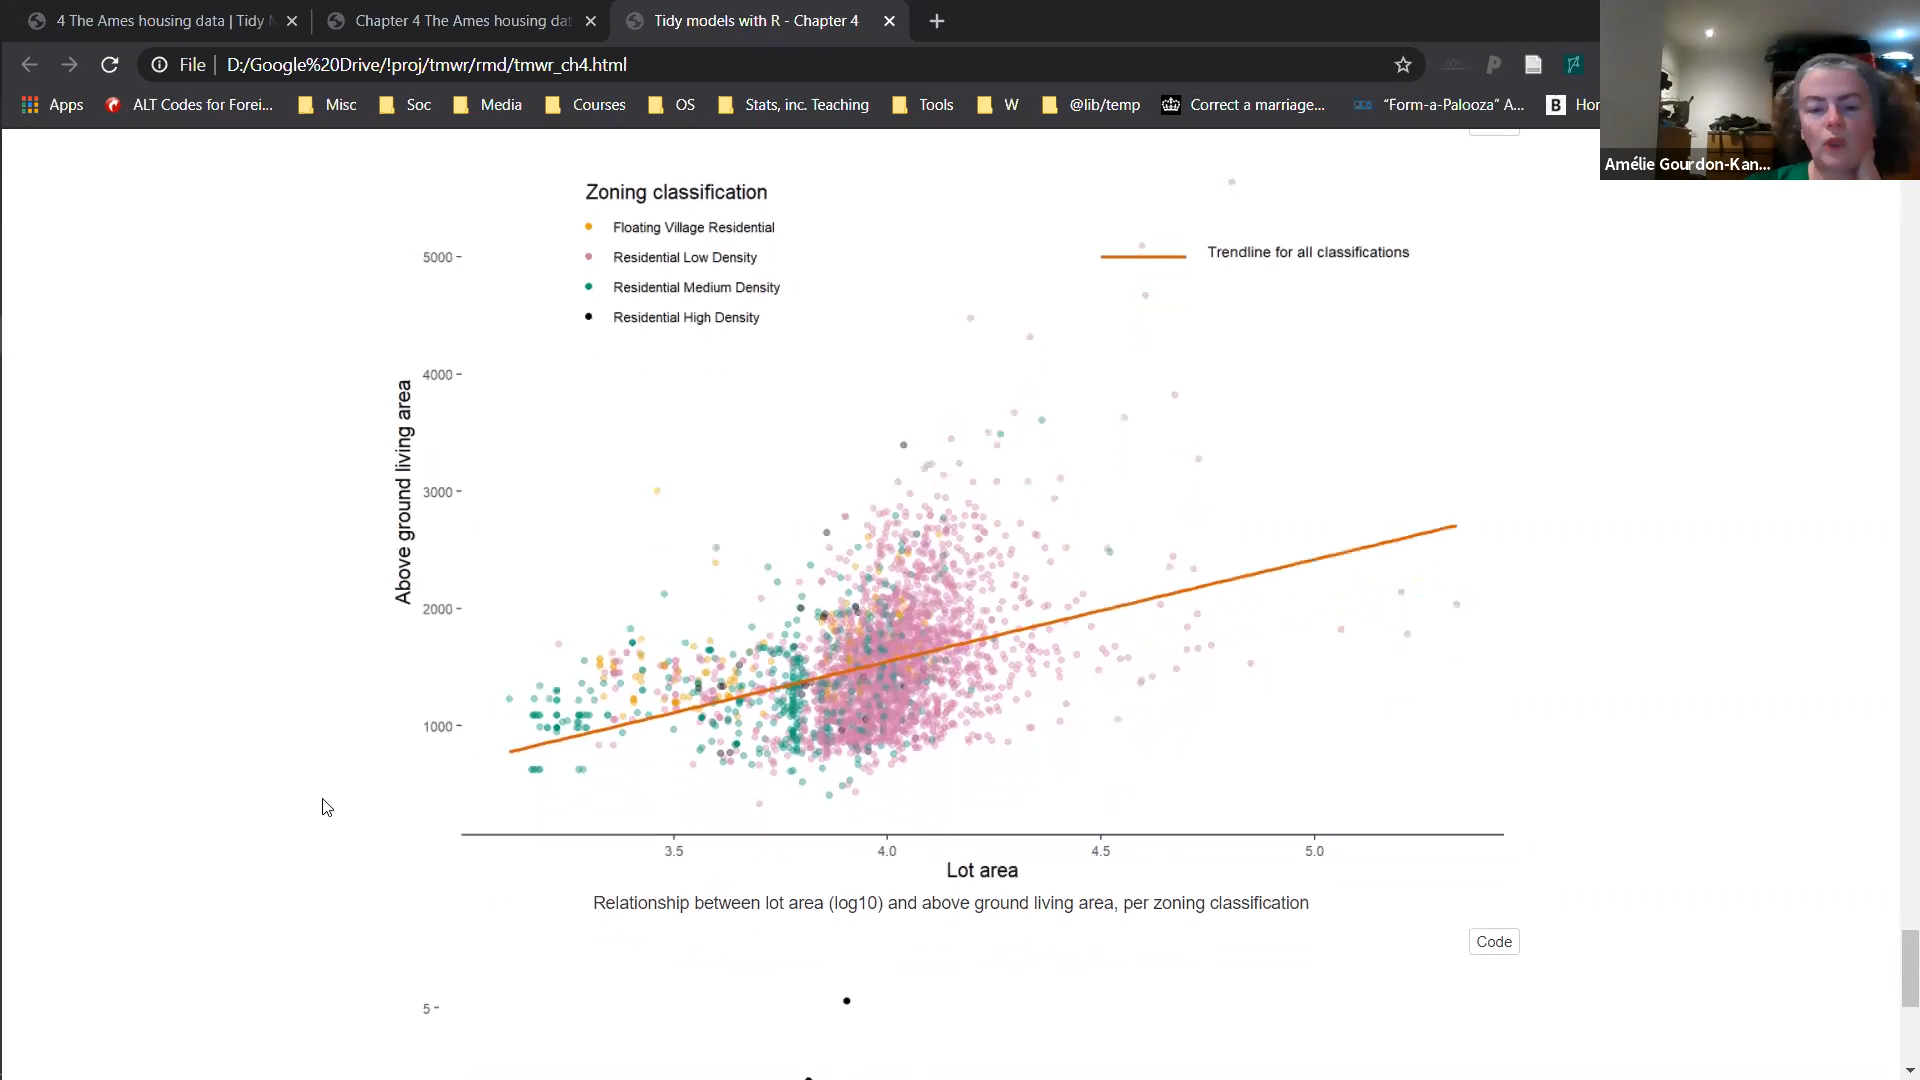 4 The Ames housing data | Tidy
Chapter 4 The Ames housing dat
Tidy models with R - Chapter 4
File
D:/Google%20Drive/!proj/tmwr/rmd/tmwr_ch4.html
Apps
ALT Codes for Forei...
Misc
Soc
Media
Courses
OS
Stats, inc. Teaching
Tools
W
@lib/temp
Correct a marriage...
"Form-a-Palooza" A...
B
Hor
Amélie Gourdon-Kan...
Zoning classification
Floating Village Residential
Residential Low Density
Residential Medium Density
Residential High Density
Trendline for all classifications
5000
4000
3000
2000
1000
Above ground living area
3.5
4.0
4.5
5.0
Lot area
Relationship between lot area (log10) and above ground living area, per zoning classification
Code
5